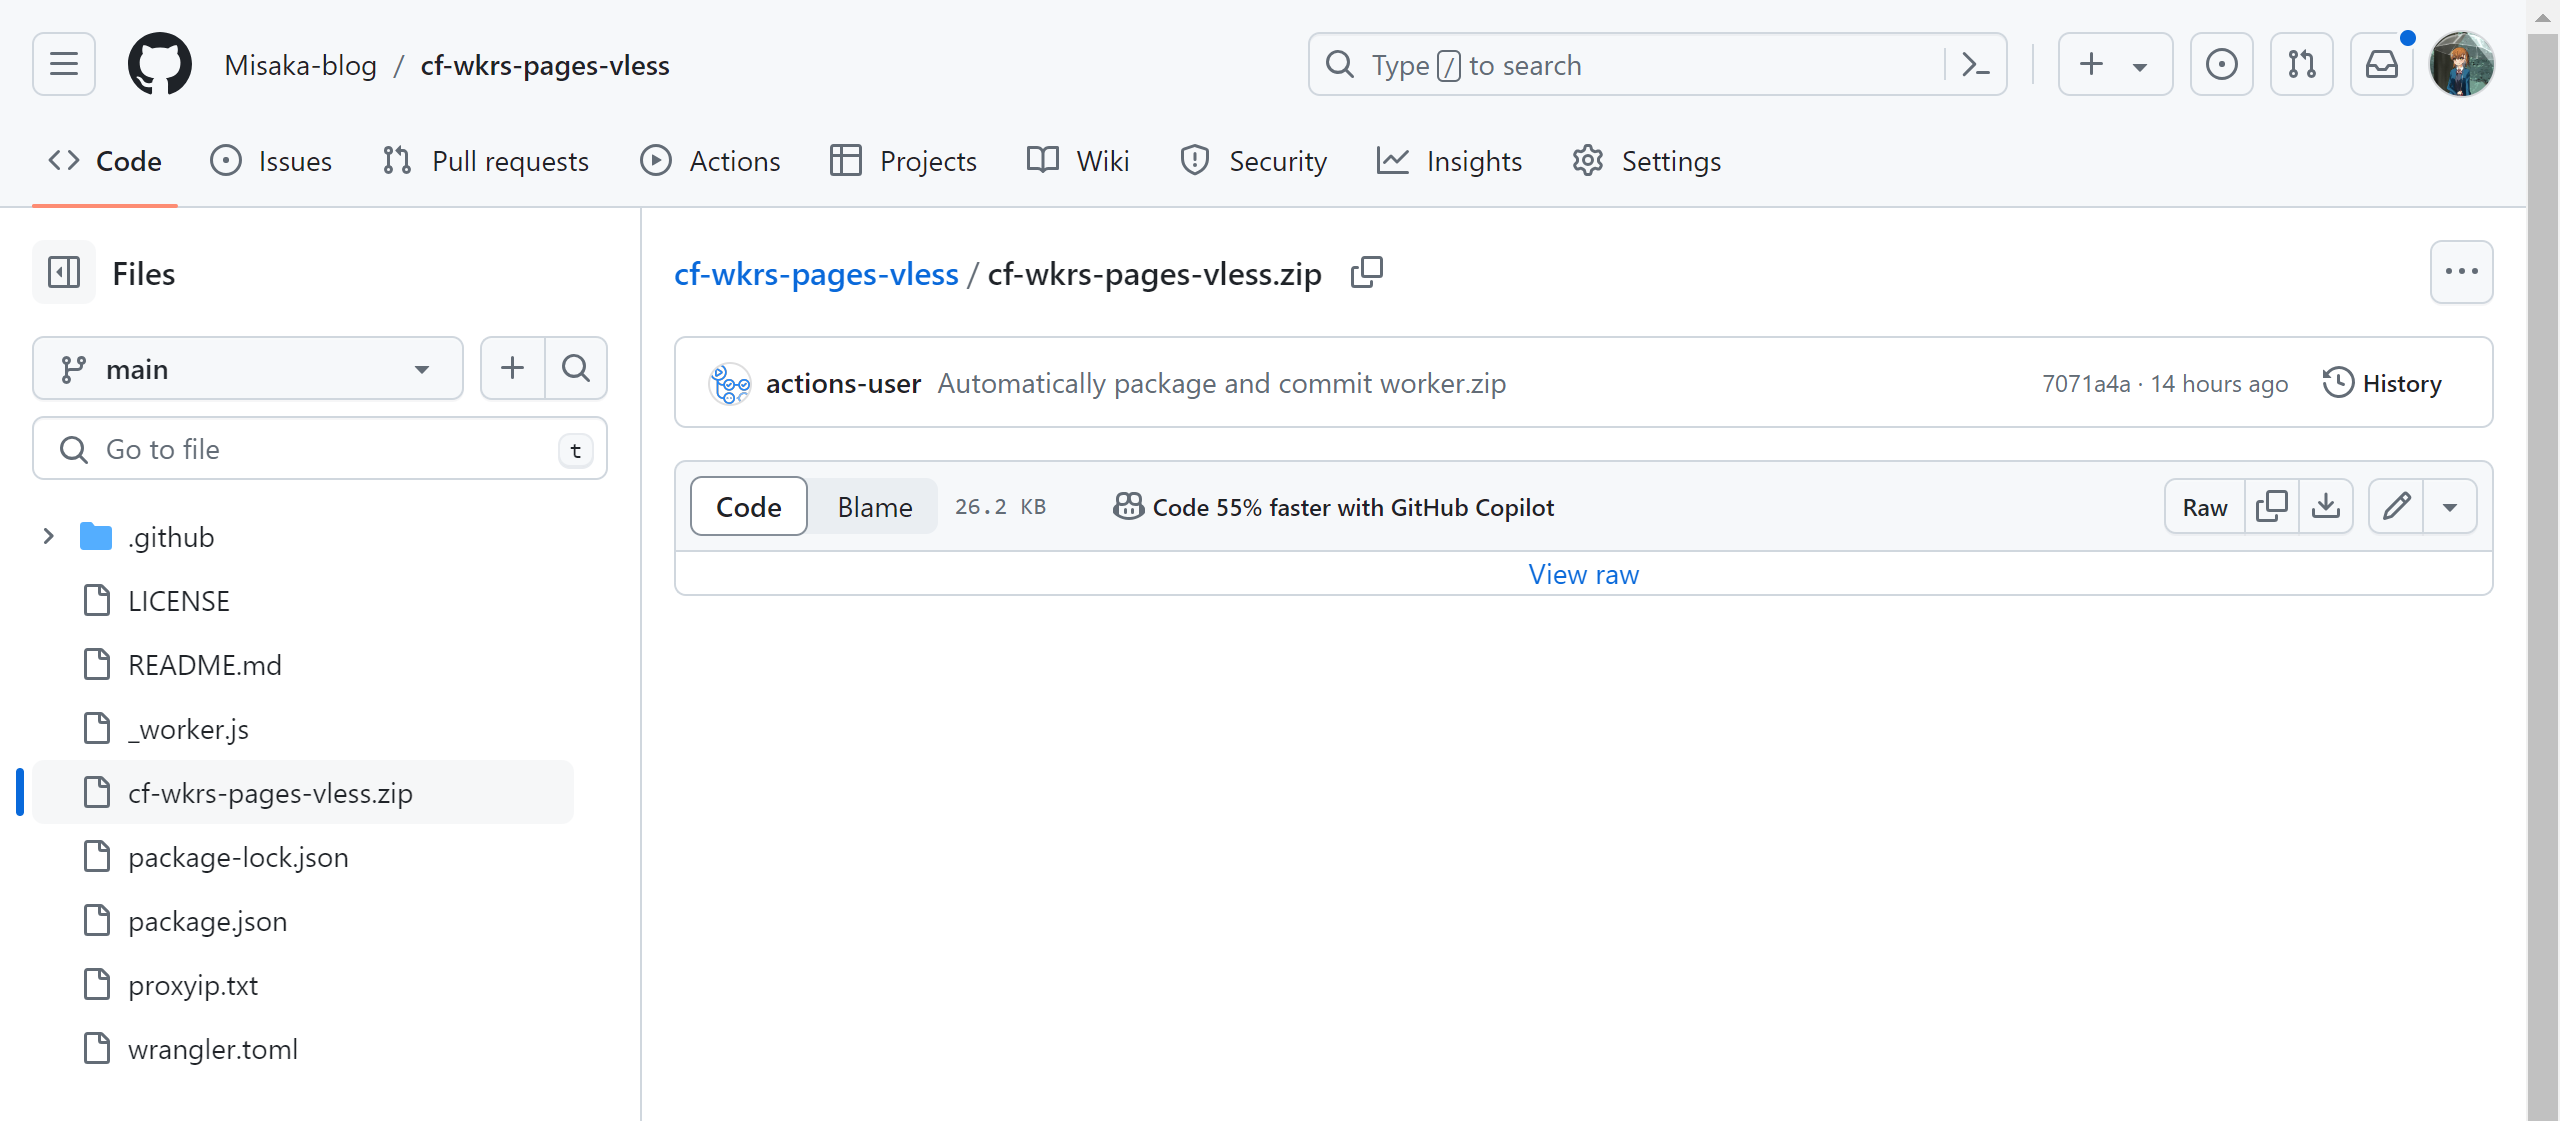 Misaka-blog / cf-wkrs-pages-vless
Type / to search
Code
Issues
Pull requests
Actions
Projects
Wiki
Security
Insights
Settings
Files
main
Go to file
t
.github
LICENSE
README.md
_worker.js
cf-wkrs-pages-vless.zip
package-lock.json
package.json
proxyip.txt
wrangler.toml
cf-wkrs-pages-vless / cf-wkrs-pages-vless.zip
actions-user Automatically package and commit worker.zip
7071a4a · 14 hours ago
History
Code
Blame
26.2 KB
Code 55% faster with GitHub Copilot
Raw
View raw